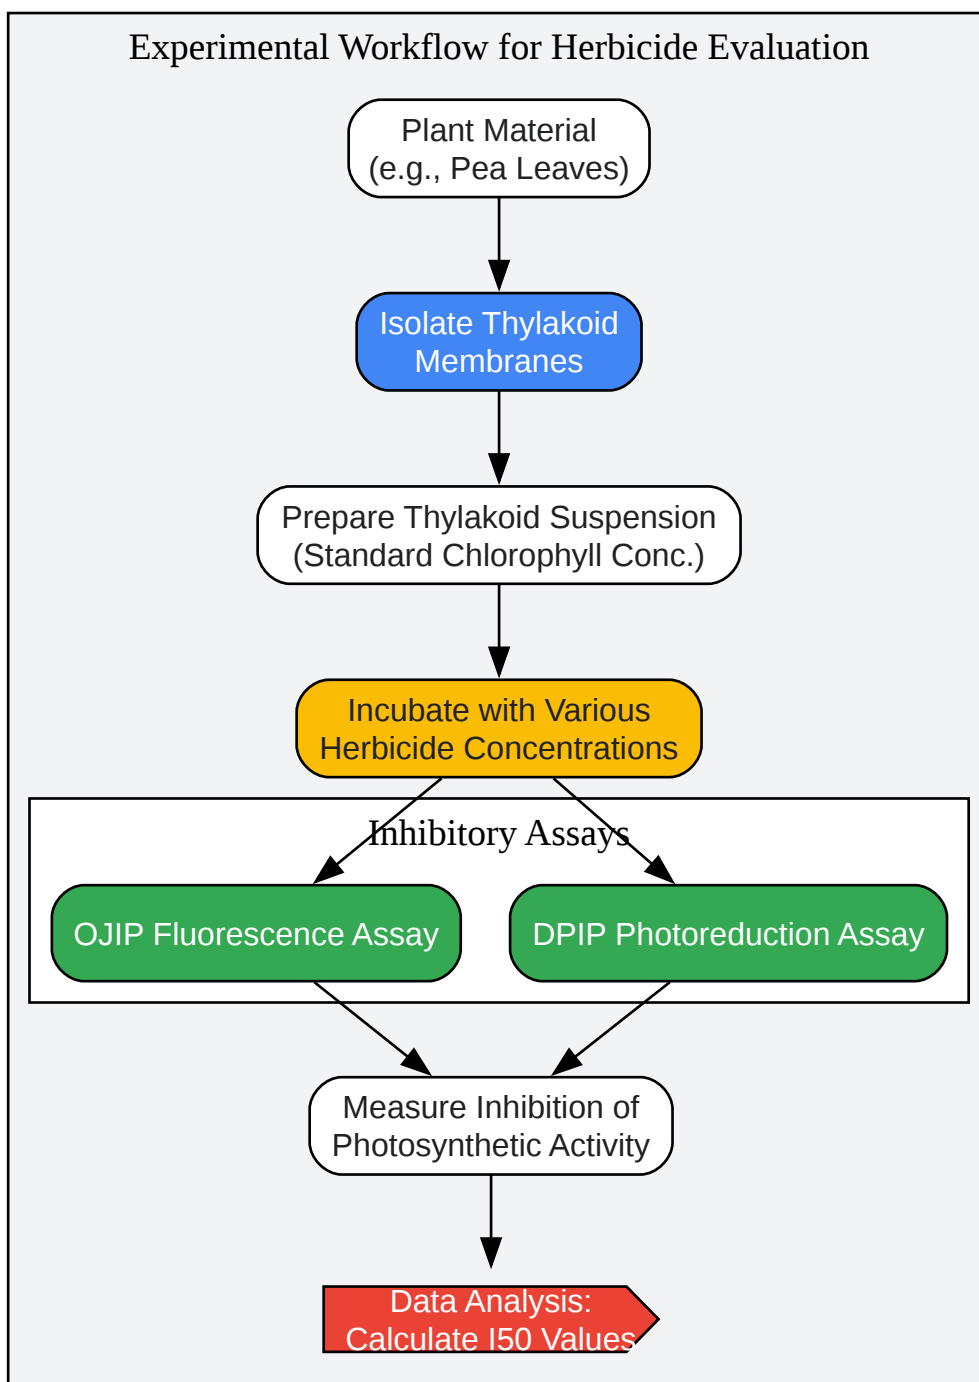 Experimental Workflow for Herbicide Evaluation
Plant Material
(e.g., Pea Leaves)
Isolate Thylakoid
Membranes
Prepare Thylakoid Suspension
(Standard Chlorophyll Conc.)
Incubate with Various
Herbicide Concentrations
Inhibitory Assays
OJIP Fluorescence Assay
DPIP Photoreduction Assay
Measure Inhibition of
Photosynthetic Activity
Data Analysis:
Calculate I50 Values